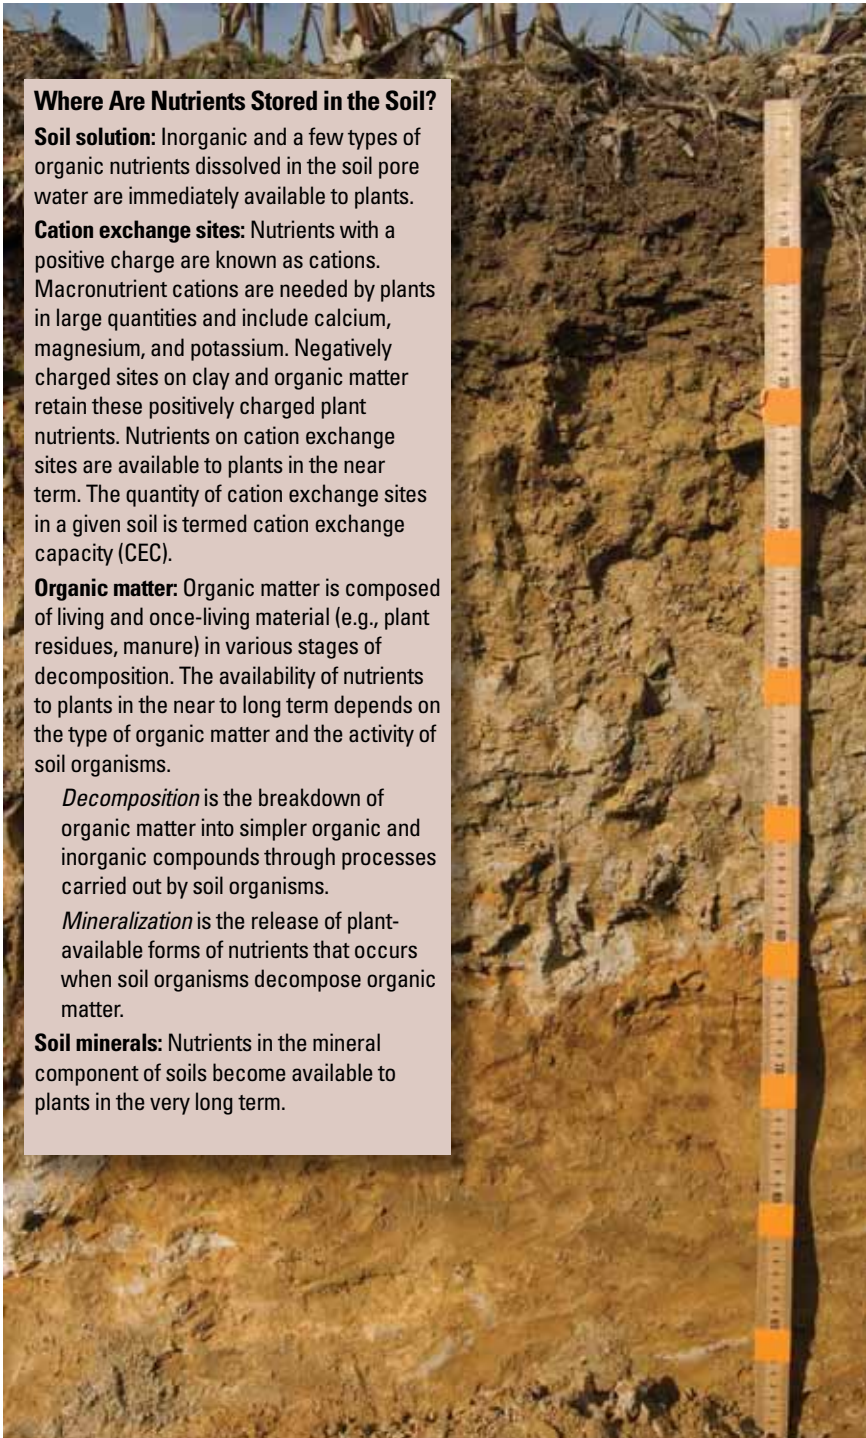 Where Are Nutrients Stored in the Soil?
Soil solution: Inorganic and a few types of
organic nutrients dissolved in the soil pore
water are immediately available to plants.
Cation exchange sites: Nutrients with a
positive charge are known as cations.
Macronutrient cations are needed by plants
in large quantities and include calcium,
magnesium, and potassium. Negatively
charged sites on clay and organic matter
retain these positively charged plant
nutrients. Nutrients on cation exchange
sites are available to plants in the near
term. The quantity of cation exchange sites
in a given soil is termed cation exchange
capacity (CEC).
Organic matter: Organic matter is composed
of living and once-living material (e.g., plant
residues, manure) in various stages of
decomposition. The availability of nutrients
to plants in the near to long term depends on
the type of organic matter and the activity of
soil organisms.
Decomposition is the breakdown of
organic matter into simpler organic and
inorganic compounds through processes
carried out by soil organisms.
Mineralization is the release of plant-
available forms of nutrients that occurs
when soil organisms decompose organic
matter.
Soil minerals: Nutrients in the mineral
component of soils become available to
plants in the very long term.